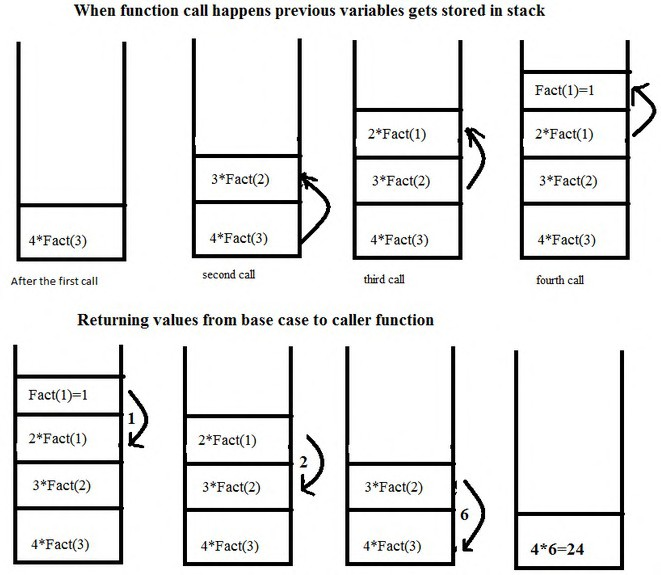 When function call happens previous variables gets stored in stack
4*Fact(3)
After the first call
3*Fact(2)
4*Fact(3)
second call
2*Fact(1)
3*Fact(2)
4*Fact(3)
third call
Fact(1)=1
2*Fact(1)
3*Fact(2)
4*Fact(3)
fourth call
Returning values from base case to caller function
Fact(1)=1
1
2*Fact(1)
3*Fact(2)
4*Fact(3)
2*Fact(1)
2
3*Fact(2)
4*Fact(3)
3*Fact(2)
6
4*Fact(3)
4*6=24